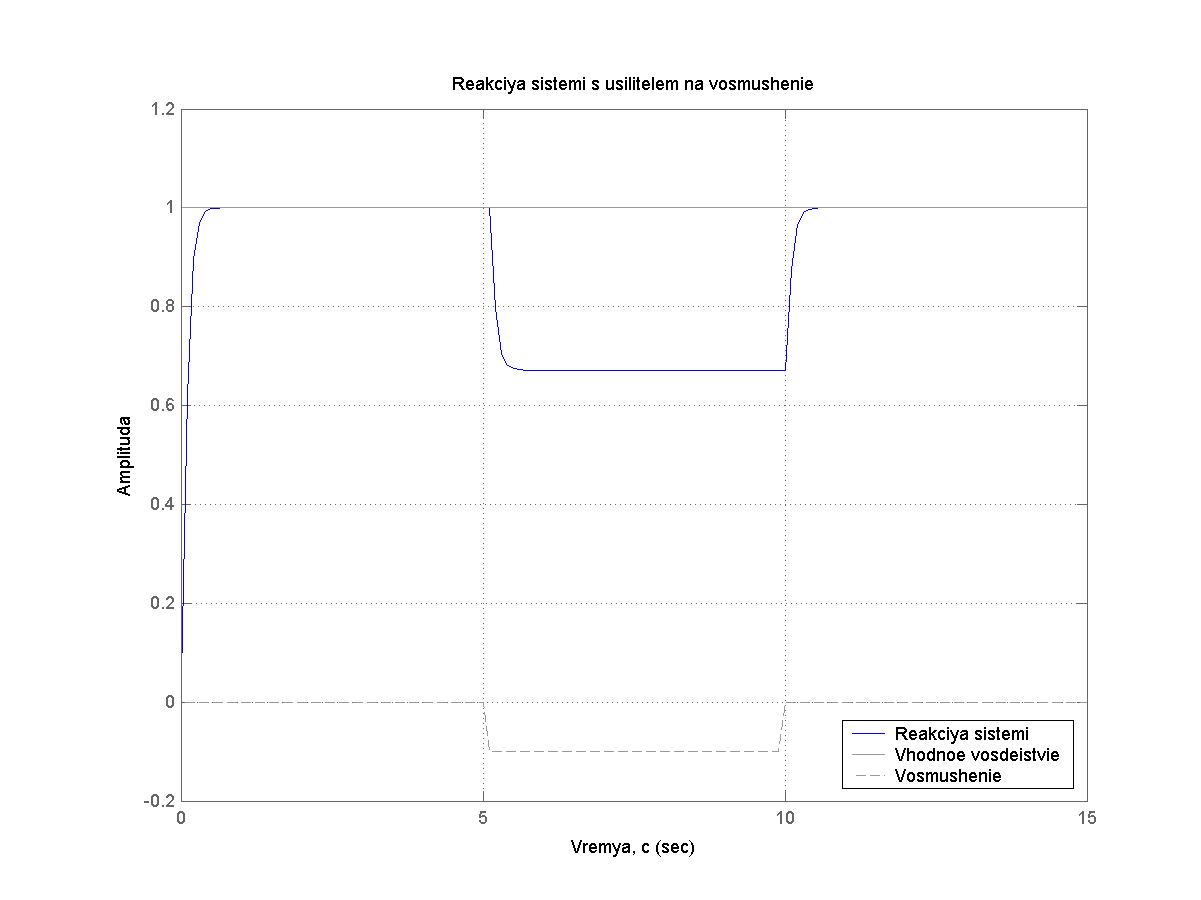 Reakciya sistemi s usilitelem na vosmushenie
1.2
1
0.8
0.6
0.4
0.2
0
-0.2
Amplituda
0
5
10
15
Vremya, c (sec)
Reakciya sistemi
Vhodnoe vosdeistvie
Vosmushenie